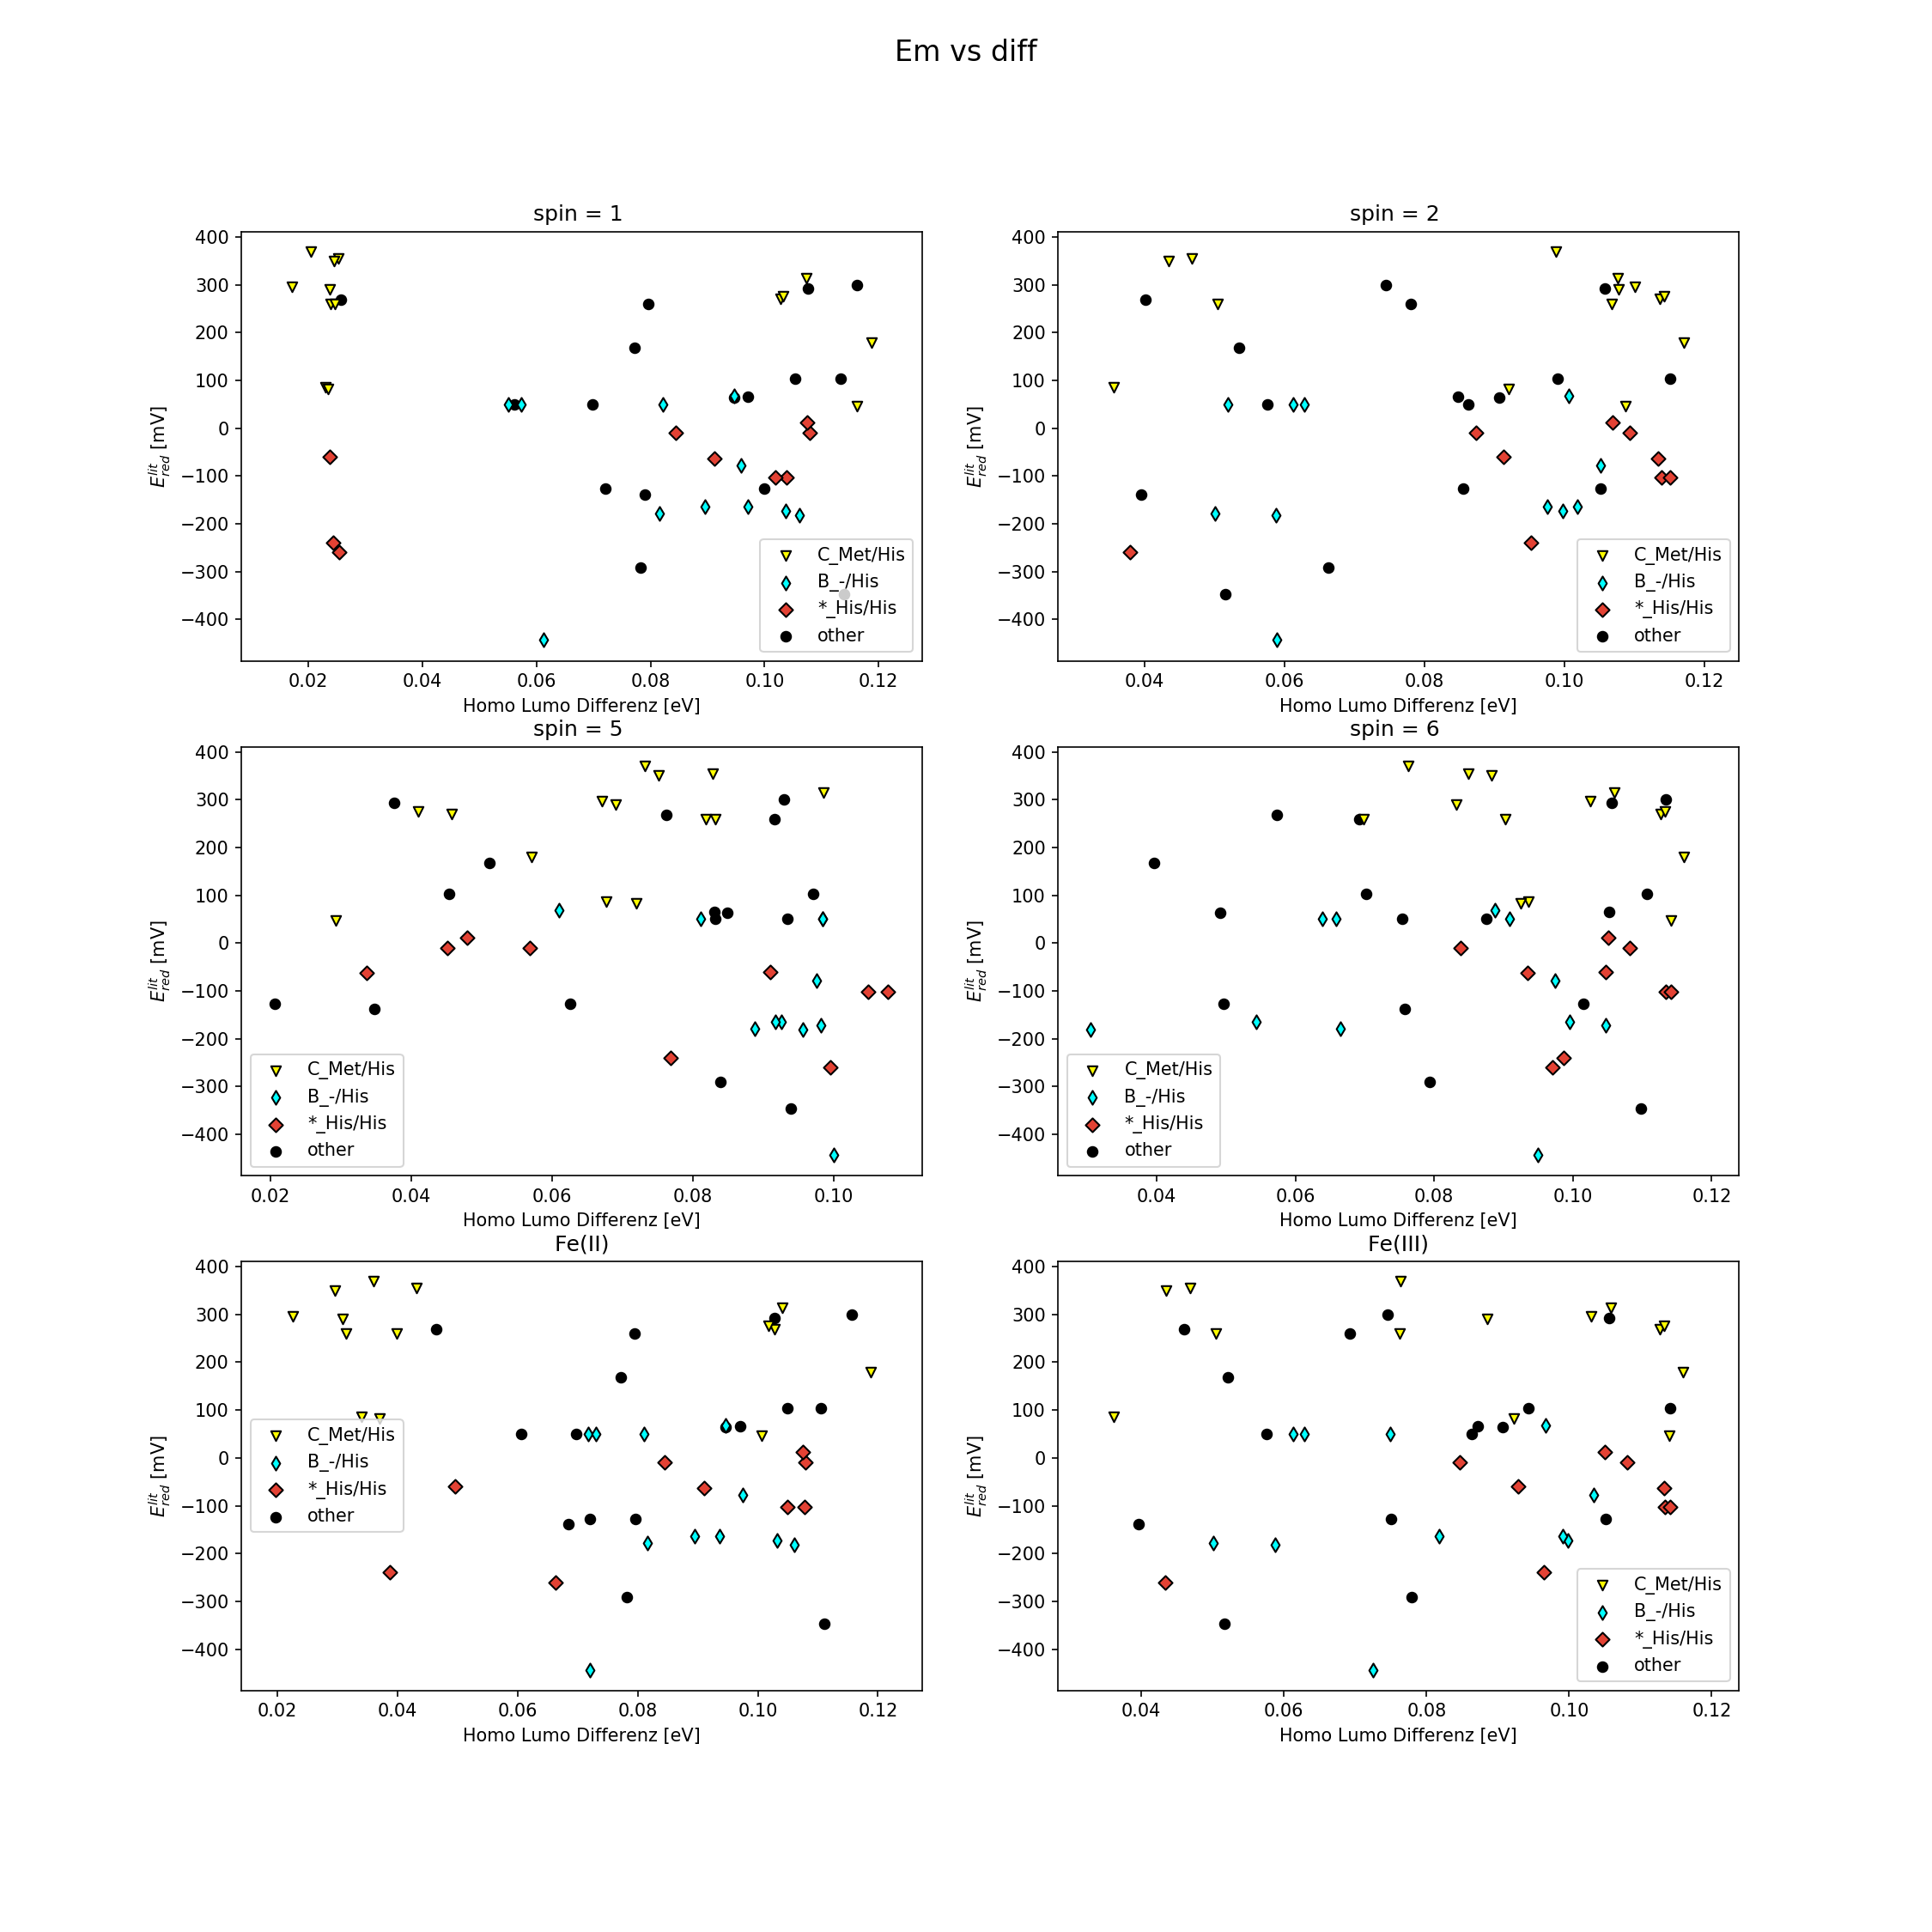 Em vs diff
spin = 1
400
300
200
100
0
−100
−200
−300
−400
E_red^lit [mV]
C_Met/His
B_-/His
*_His/His
other
0.02 0.04 0.06 0.08 0.10 0.12
Homo Lumo Differenz [eV]
spin = 2
400
300
200
100
0
−100
−200
−300
−400
E_red^lit [mV]
C_Met/His
B_-/His
*_His/His
other
0.04 0.06 0.08 0.10 0.12
Homo Lumo Differenz [eV]
spin = 5
400
300
200
100
0
−100
−200
−300
−400
E_red^lit [mV]
C_Met/His
B_-/His
*_His/His
other
0.02 0.04 0.06 0.08 0.10
Homo Lumo Differenz [eV]
spin = 6
400
300
200
100
0
−100
−200
−300
−400
E_red^lit [mV]
C_Met/His
B_-/His
*_His/His
other
0.04 0.06 0.08 0.10 0.12
Homo Lumo Differenz [eV]
Fe(II)
400
300
200
100
0
−100
−200
−300
−400
E_red^lit [mV]
C_Met/His
B_-/His
*_His/His
other
0.02 0.04 0.06 0.08 0.10 0.12
Homo Lumo Differenz [eV]
Fe(III)
400
300
200
100
0
−100
−200
−300
−400
E_red^lit [mV]
C_Met/His
B_-/His
*_His/His
other
0.04 0.06 0.08 0.10 0.12
Homo Lumo Differenz [eV]